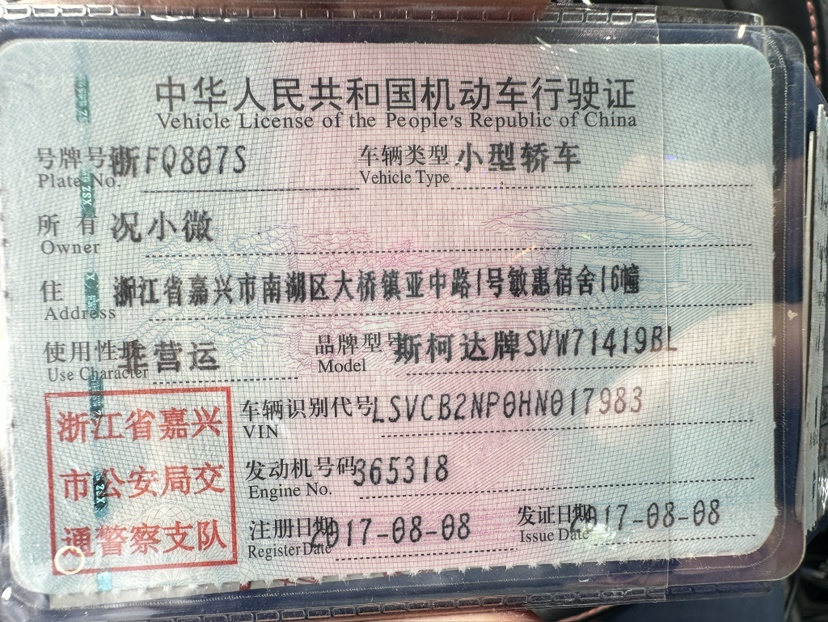 中华人民共和国机动车行驶证
Vehicle License of the People's Republic of China
号牌号码 浙FQ807S 车辆类型 小型轿车
Plate No. Vehicle Type
所有人 况小微
Owner
住址 浙江省嘉兴市南湖区大桥镇亚中路1号敏惠宿舍16幢
Address
使用性质 非营运 品牌型号 斯柯达牌SVW71419BL
Use Character Model
浙江省嘉兴市公安局交通警察支队
车辆识别代号 LSVCB2NP0HN017983
VIN
发动机号码 365318
Engine No.
注册日期 2017-08-08 发证日期 2017-08-08
Register Date Issue Date